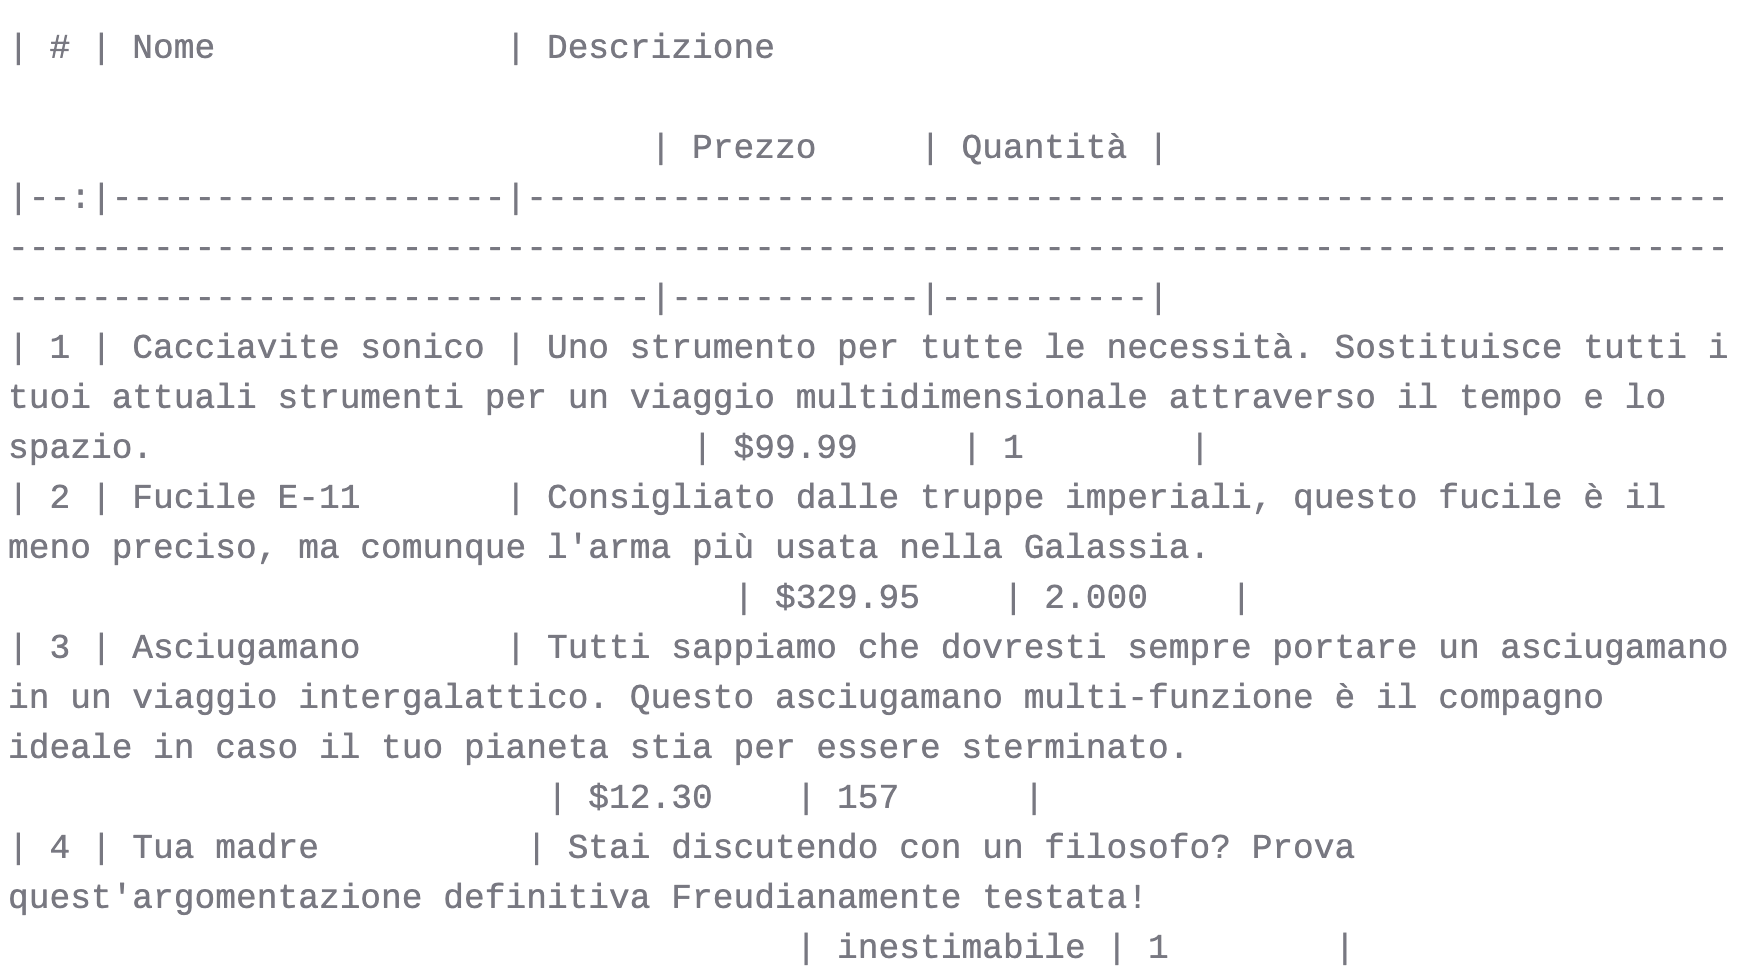 | # | Nome              | Descrizione
| Prezzo     | Quantità |
|--:|-------------------|----------------------------------------------------------
-----------------------------------------------------------------------------------
-------------------------------|------------|----------|
| 1 | Cacciavite sonico | Uno strumento per tutte le necessità. Sostituisce tutti i
tuoi attuali strumenti per un viaggio multidimensionale attraverso il tempo e lo
spazio.                          | $99.99     | 1        |
| 2 | Fucile E-11       | Consigliato dalle truppe imperiali, questo fucile è il
meno preciso, ma comunque l'arma più usata nella Galassia.
| $329.95    | 2.000    |
| 3 | Asciugamano       | Tutti sappiamo che dovresti sempre portare un asciugamano
in un viaggio intergalattico. Questo asciugamano multi-funzione è il compagno
ideale in caso il tuo pianeta stia per essere sterminato.
| $12.30    | 157      |
| 4 | Tua madre          | Stai discutendo con un filosofo? Prova
quest'argomentazione definitiva Freudianamente testata!
| inestimabile | 1        |